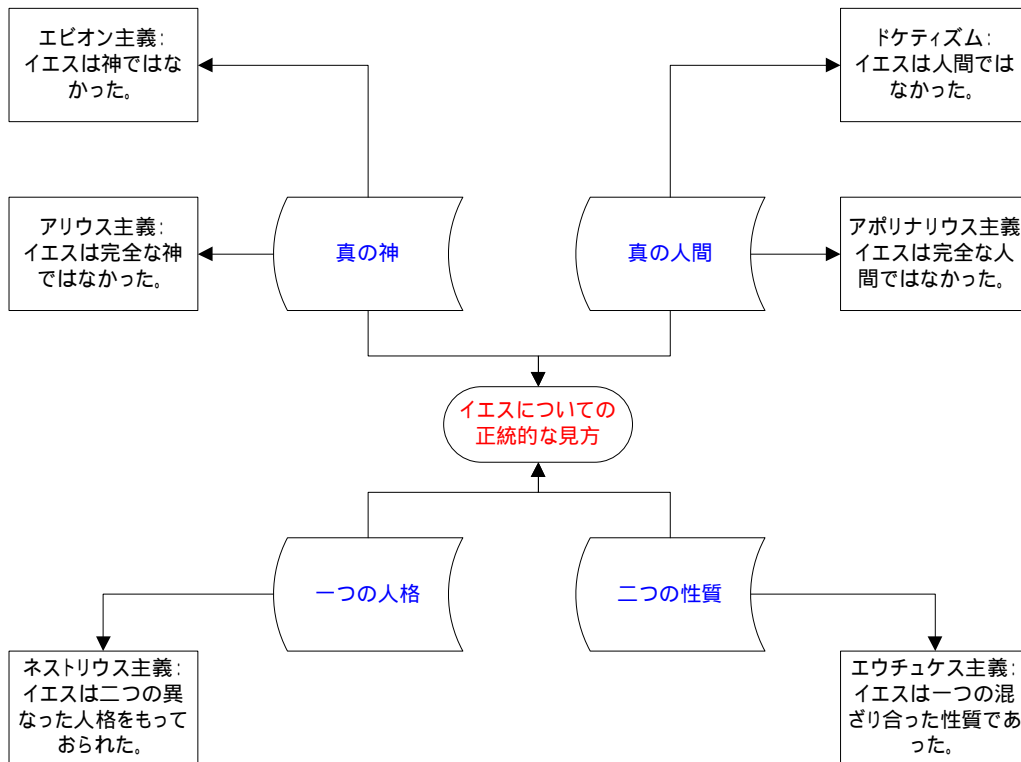 エビオン主義:
イエスは神ではな
かった。
ドケティズム:
イエスは人間では
なかった。
アリウス主義:
イエスは完全な神
ではなかった。
真の神
真の人間
アポリナリウス主義
イエスは完全な人
間ではなかった。
イエスについての
正統的な見方
一つの人格
二つの性質
ネストリウス主義:
イエスは二つの異
なった人格をもって
おられた。
エウチュケス主義:
イエスは一つの混
ざり合った性質であ
った。